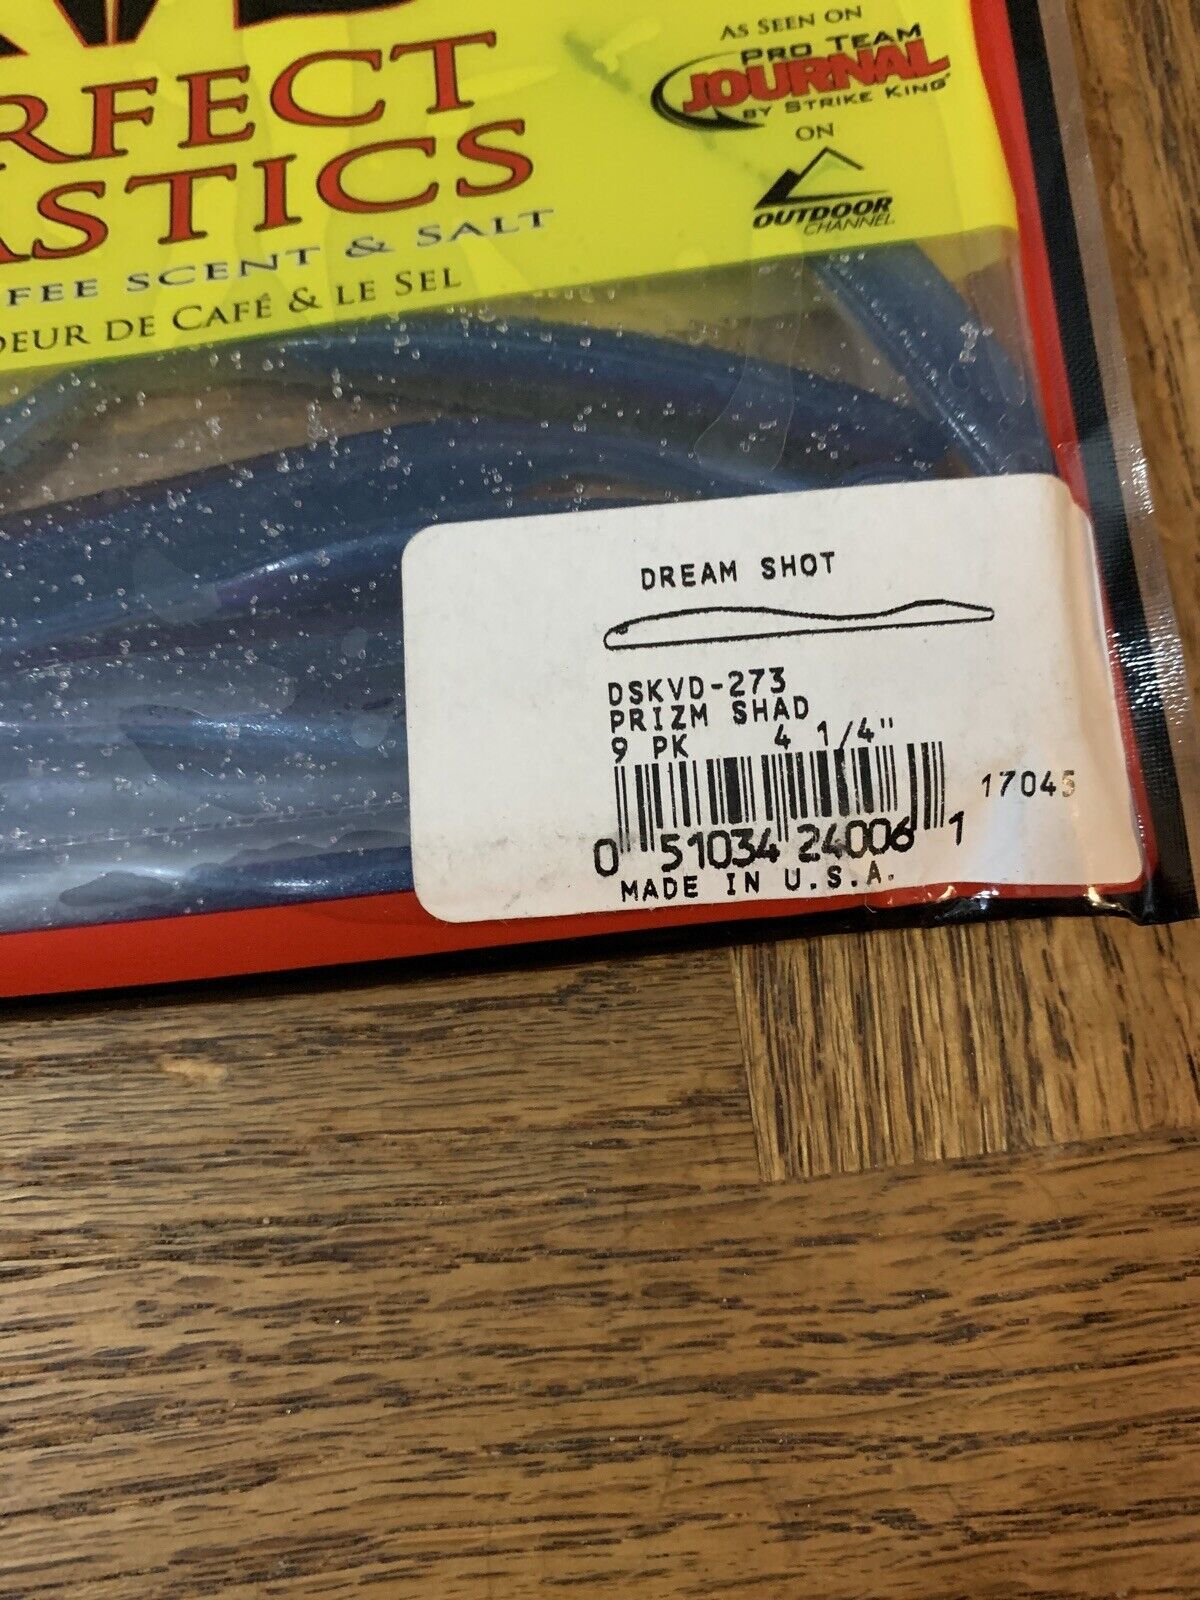 AS SEEN ON
PRO TEAM
JOURNAL
BY STRIKE KING
ON
OUTDOOR
CHANNEL
RFECT
ASTICS
FEE SCENT & SALT
DEUR DE CAFÉ & LE SEL
DREAM SHOT
DSKVD-273
PRIZM SHAD
9 PK 4 1/4"
17045
0 51034 24006 1
MADE IN U.S.A.